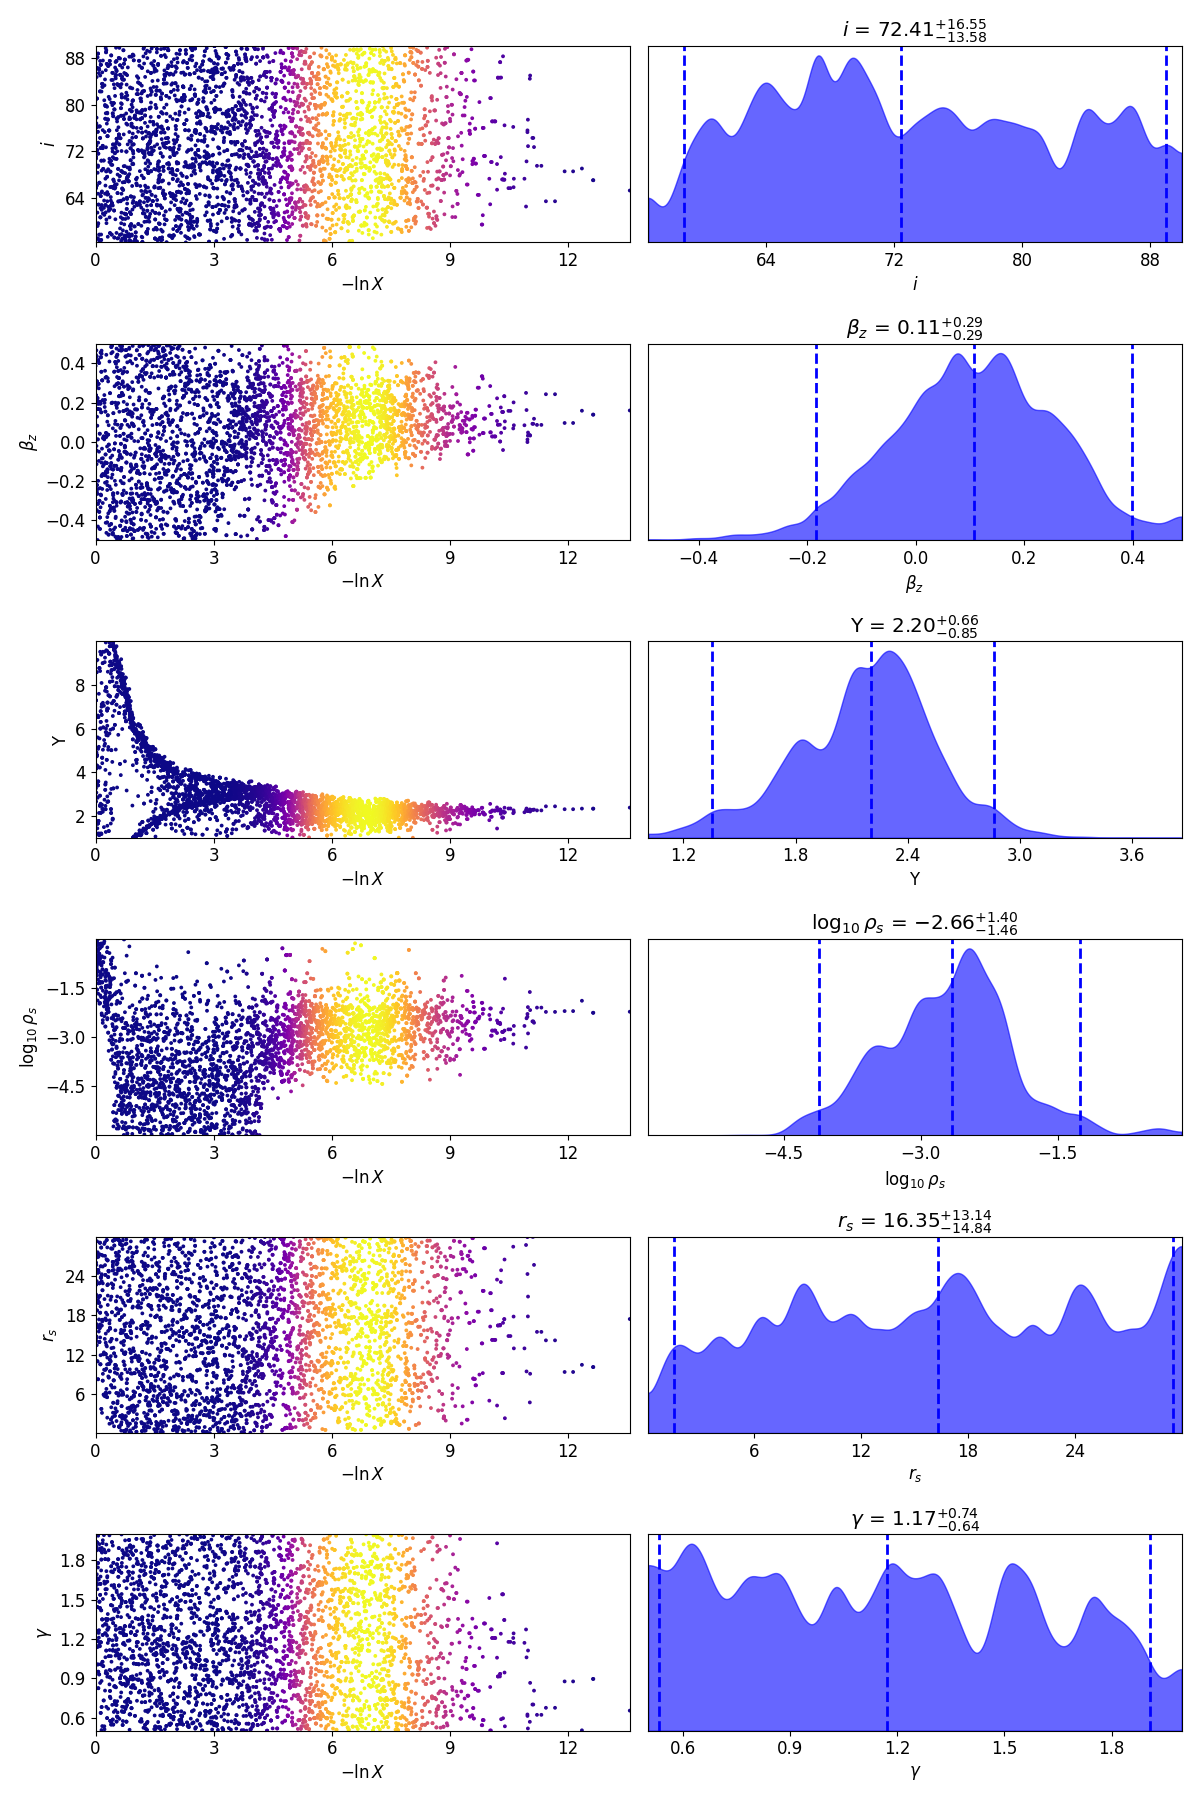 i = 72.41 +16.55 −13.58
88
80
72
64
i
0 3 6 9 12
−ln X
64 72 80 88
i
β_z = 0.11 +0.29 −0.29
0.4
0.2
0.0
−0.2
−0.4
β_z
0 3 6 9 12
−ln X
−0.4 −0.2 0.0 0.2 0.4
β_z
Y = 2.20 +0.66 −0.85
8
6
4
2
Y
0 3 6 9 12
−ln X
1.2 1.8 2.4 3.0 3.6
Y
log₁₀ ρ_s = −2.66 +1.40 −1.46
−1.5
−3.0
−4.5
log₁₀ ρ_s
0 3 6 9 12
−ln X
−4.5 −3.0 −1.5
log₁₀ ρ_s
r_s = 16.35 +13.14 −14.84
24
18
12
6
r_s
0 3 6 9 12
−ln X
6 12 18 24
r_s
γ = 1.17 +0.74 −0.64
1.8
1.5
1.2
0.9
0.6
γ
0 3 6 9 12
−ln X
0.6 0.9 1.2 1.5 1.8
γ